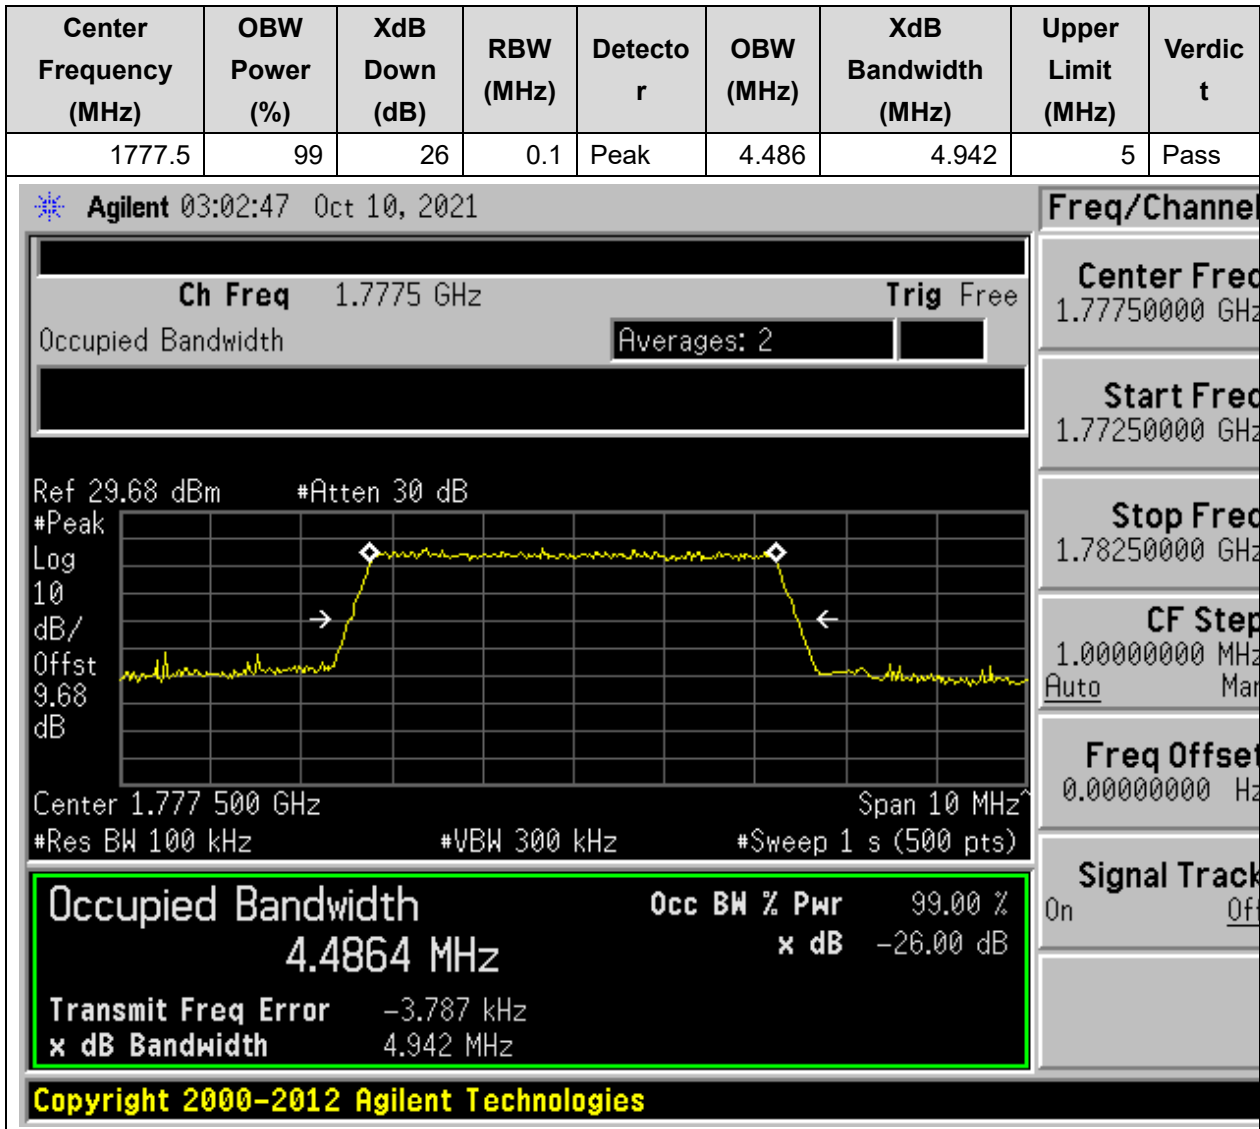 Center Frequency (MHz) OBW Power (%) XdB Down (dB) RBW (MHz) Detecto r OBW (MHz) XdB Bandwidth (MHz) Upper Limit (MHz) Verdic t
1777.5 99 26 0.1 Peak 4.486 4.942 5 Pass
Agilent 03:02:47 Oct 10, 2021 Freq/Channel
Ch Freq 1.7775 GHz Trig Free
Occupied Bandwidth Averages: 2
Center Freq
1.77750000 GHz
Start Freq
1.77250000 GHz
Stop Freq
1.78250000 GHz
CF Step
1.00000000 MHz
Auto Man
Freq Offset
0.00000000 Hz
Signal Track
On Off
Ref 29.68 dBm #Atten 30 dB
#Peak
Log
10
dB/
Offst
9.68
dB
Center 1.777 500 GHz Span 10 MHz^
#Res BW 100 kHz #VBW 300 kHz #Sweep 1 s (500 pts)
Occupied Bandwidth Occ BW % Pwr 99.00 %
4.4864 MHz x dB -26.00 dB
Transmit Freq Error -3.787 kHz
x dB Bandwidth 4.942 MHz
Copyright 2000-2012 Agilent Technologies